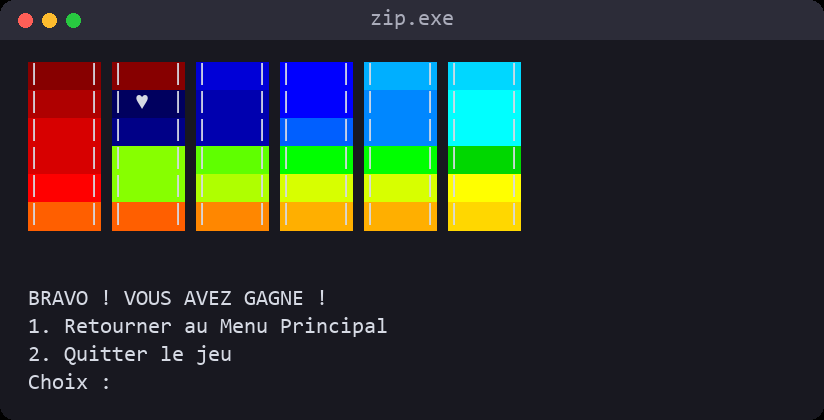 zip.exe
|    | |    | |    | |    | |    | |    |
|    | | ♥  | |    | |    | |    | |    |
|    | |    | |    | |    | |    | |    |
|    | |    | |    | |    | |    | |    |
|    | |    | |    | |    | |    | |    |
|    | |    | |    | |    | |    | |    |
BRAVO ! VOUS AVEZ GAGNE !
1. Retourner au Menu Principal
2. Quitter le jeu
Choix :